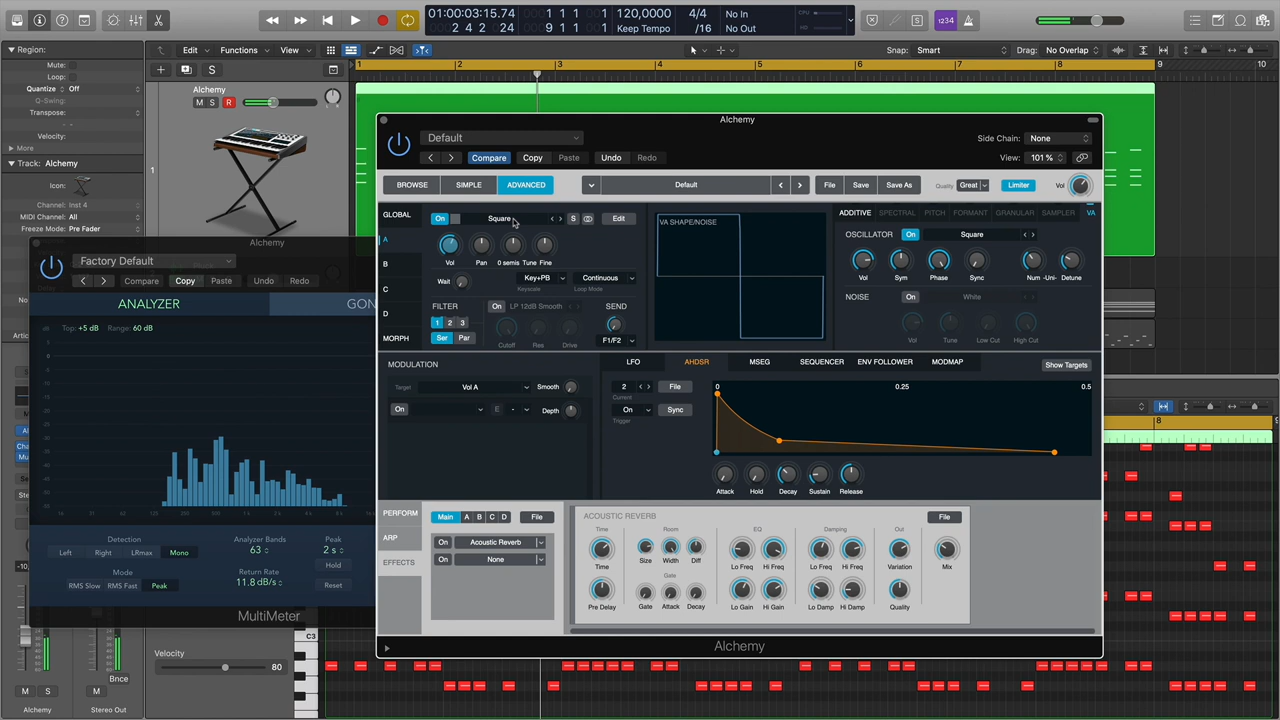 01:00:03:15.74
2 4 2 24
9 1 1 1
1 1 1
120,0000
Keep Tempo
4/4
/16
No In
No Out
CPU
1234
Region:
Mute:
Loop:
Quantize
Off
Q-Swing:
Transpose:
Velocity:
More
Track: Alchemy
Icon:
Channel: Inst 4
MIDI Channel: All
Freeze Mode: Pre Fader
Edit
Functions
View
Snap: Smart
Drag: No Overlap
S
1
2
3
4
5
6
7
8
9
10
Alchemy
M S R
1
Alchemy
Default
Compare
Copy
Paste
Undo
Redo
Side Chain: None
View: 101 %
BROWSE
SIMPLE
ADVANCED
Default
File
Save
Save As
Quality
Great
Limiter
Vol
GLOBAL
A
B
C
D
MORPH
On
Square
S
Edit
Vol
Pan
0 semis
Tune
Fine
Wait
Key+PB
Keyscale
Continuous
Loop Mode
FILTER
On
LP 12dB Smooth
SEND
1 2 3
Ser
Par
Cutoff
Res
Drive
F1/F2
VA SHAPE/NOISE
ADDITIVE
SPECTRAL
PITCH
FORMANT
GRANULAR
SAMPLER
VA
OSCILLATOR
On
Square
Vol
Sym
Phase
Sync
Num
-Uni-
Detune
NOISE
On
White
Vol
Tune
Low Cut
High Cut
MODULATION
Target
Vol A
Smooth
On
E
-
Depth
LFO
AHDSR
MSEG
SEQUENCER
ENV FOLLOWER
MODMAP
Show Targets
2
File
Current
On
Sync
Trigger
0
0.25
0.5
Attack
Hold
Decay
Sustain
Release
PERFORM
ARP
EFFECTS
Main
A
B
C
D
File
On
Acoustic Reverb
On
None
ACOUSTIC REVERB
File
Time
Room
EQ
Damping
Out
Time
Size
Width
Diff
Lo Freq
Hi Freq
Lo Freq
Hi Freq
Variation
Mix
Gate
Pre Delay
Gate
Attack
Decay
Lo Gain
Hi Gain
Lo Damp
Hi Damp
Quality
Alchemy
Alchemy
Factory Default
Compare
Copy
Paste
Undo
Redo
ANALYZER
GON
Top: +5 dB
Range: 60 dB
Detection
Left
Right
LRmax
Mono
Mode
RMS Slow
RMS Fast
Peak
Analyzer Bands
63
Return Rate
11.8 dB/s
Peak
2 s
Hold
Reset
MultiMeter
C3
Velocity
80
8
Bnce
M
S
M
Alchemy
Stereo Out